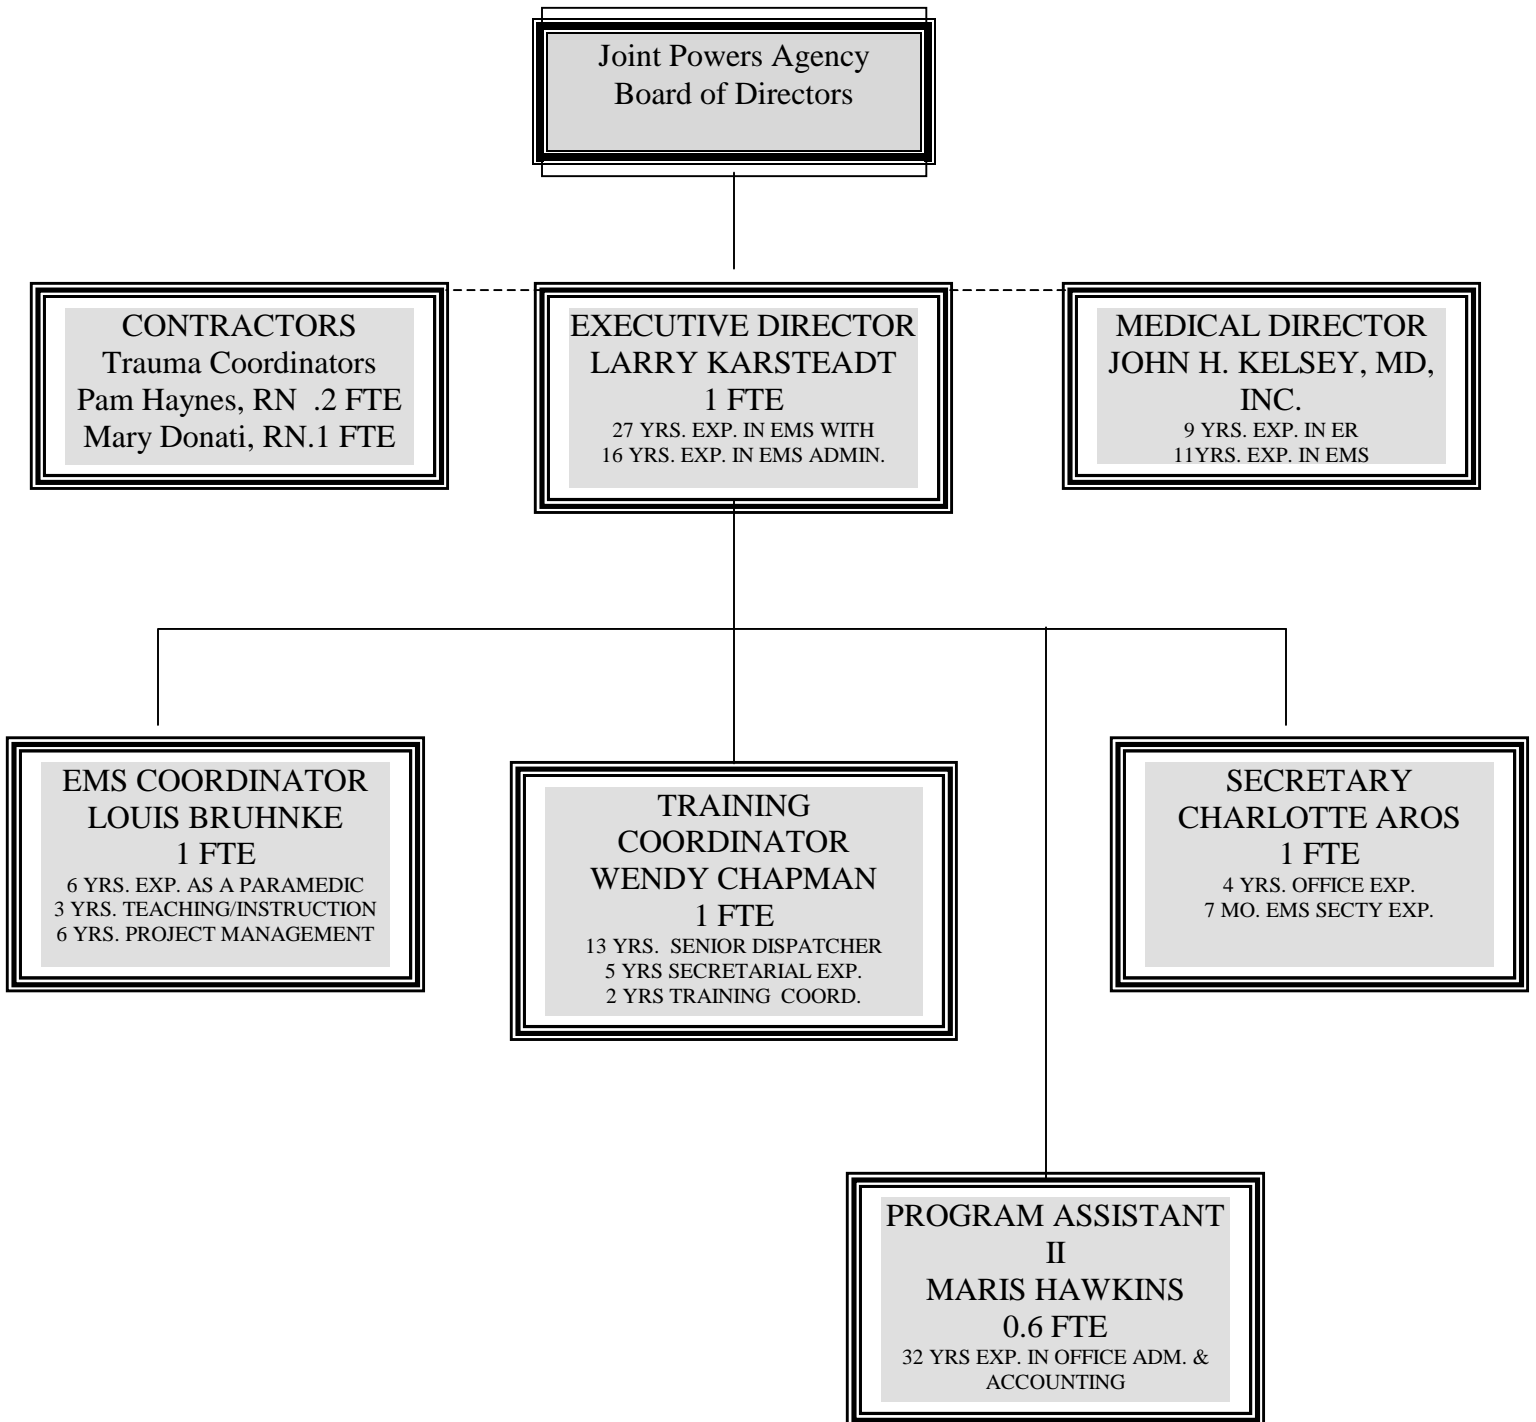 Joint Powers Agency
Board of Directors
CONTRACTORS
Trauma Coordinators
Pam Haynes, RN .2 FTE
Mary Donati, RN.1 FTE
EXECUTIVE DIRECTOR
LARRY KARSTEADT
1 FTE
27 YRS. EXP. IN EMS WITH
16 YRS. EXP. IN EMS ADMIN.
MEDICAL DIRECTOR
JOHN H. KELSEY, MD,
INC.
9 YRS. EXP. IN ER
11YRS. EXP. IN EMS
EMS COORDINATOR
LOUIS BRUHNKE
1 FTE
6 YRS. EXP. AS A PARAMEDIC
3 YRS. TEACHING/INSTRUCTION
6 YRS. PROJECT MANAGEMENT
TRAINING
COORDINATOR
WENDY CHAPMAN
1 FTE
13 YRS. SENIOR DISPATCHER
5 YRS SECRETARIAL EXP.
2 YRS TRAINING COORD.
SECRETARY
CHARLOTTE AROS
1 FTE
4 YRS. OFFICE EXP.
7 MO. EMS SECTY EXP.
PROGRAM ASSISTANT
II
MARIS HAWKINS
0.6 FTE
32 YRS EXP. IN OFFICE ADM. &
ACCOUNTING